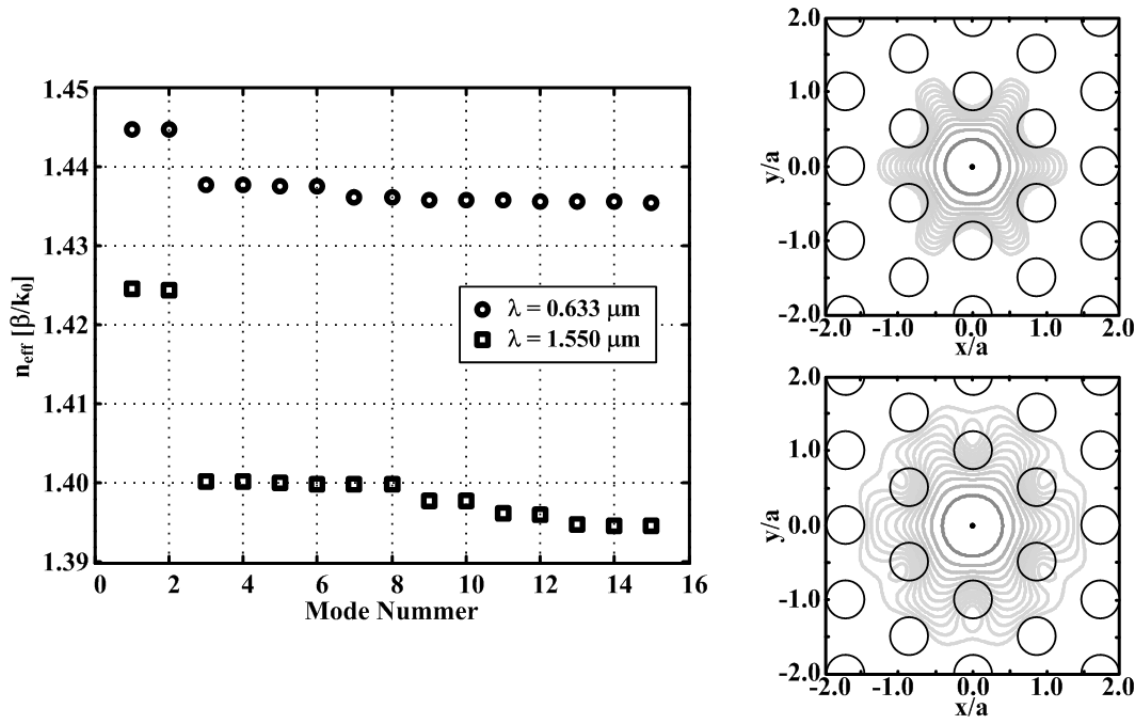 1.45
1.44
1.43
1.42
1.41
1.40
1.39
n_eff [β/k_0]
0 2 4 6 8 10 12 14 16
Mode Nummer
λ = 0.633 μm
λ = 1.550 μm
2.0
1.0
0.0
-1.0
-2.0
y/a
-2.0 -1.0 0.0 1.0 2.0
x/a
2.0
1.0
0.0
-1.0
-2.0
y/a
-2.0 -1.0 0.0 1.0 2.0
x/a